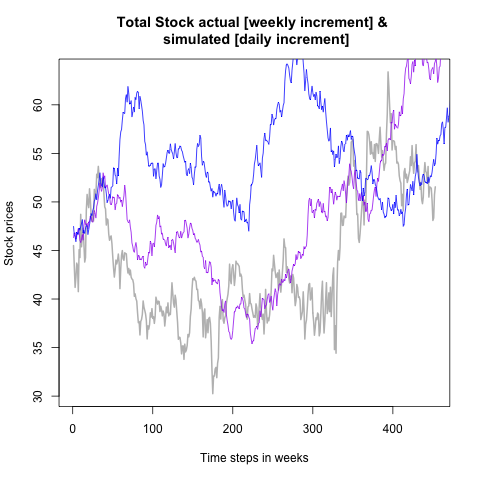 Total Stock actual [weekly increment] &
simulated [daily increment]
Stock prices
60
55
50
45
40
35
30
0 100 200 300 400
Time steps in weeks